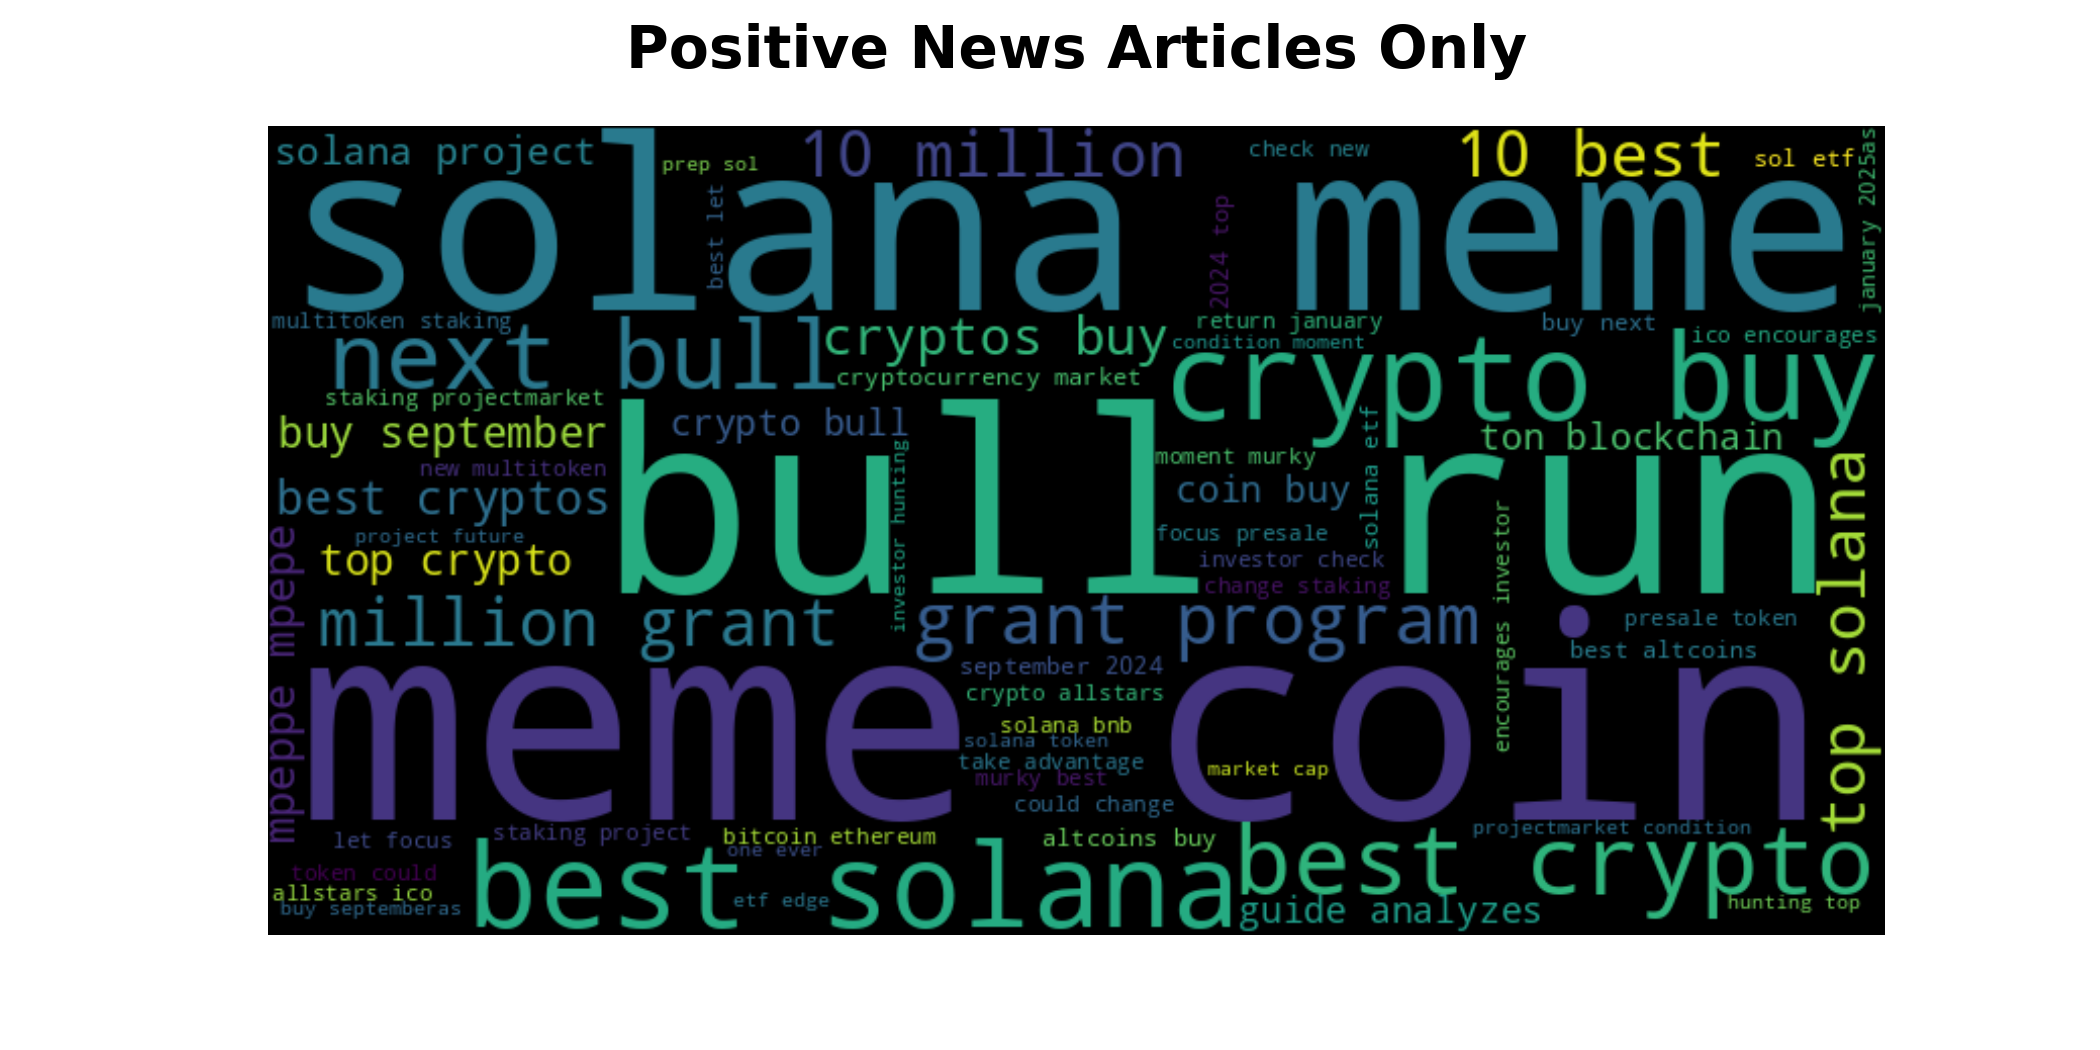 Positive News Articles Only
solana project
prep sol
10 million
check new
10 best
sol etf
january 2025as
solana meme
best let
2024 top
multitoken staking
next bull
cryptos buy
return january
condition moment
buy next
ico encourages
cryptocurrency market
crypto buy
staking projectmarket
buy september
crypto bull
solana etf
ton blockchain
new multitoken
bull run
investor hunting
moment murky
best cryptos
coin buy
top solana
project future
focus presale
top crypto
investor check
change staking
encourages investor
mpeppe mpepe
million grant
grant program
presale token
best altcoins
september 2024
meme coin
crypto allstars
solana bnb
solana token
take advantage
murky best
market cap
could change
let focus
staking project
bitcoin ethereum
one ever
altcoins buy
projectmarket condition
best solana
best crypto
token could
allstars ico
buy septemberas
etf edge
guide analyzes
hunting top